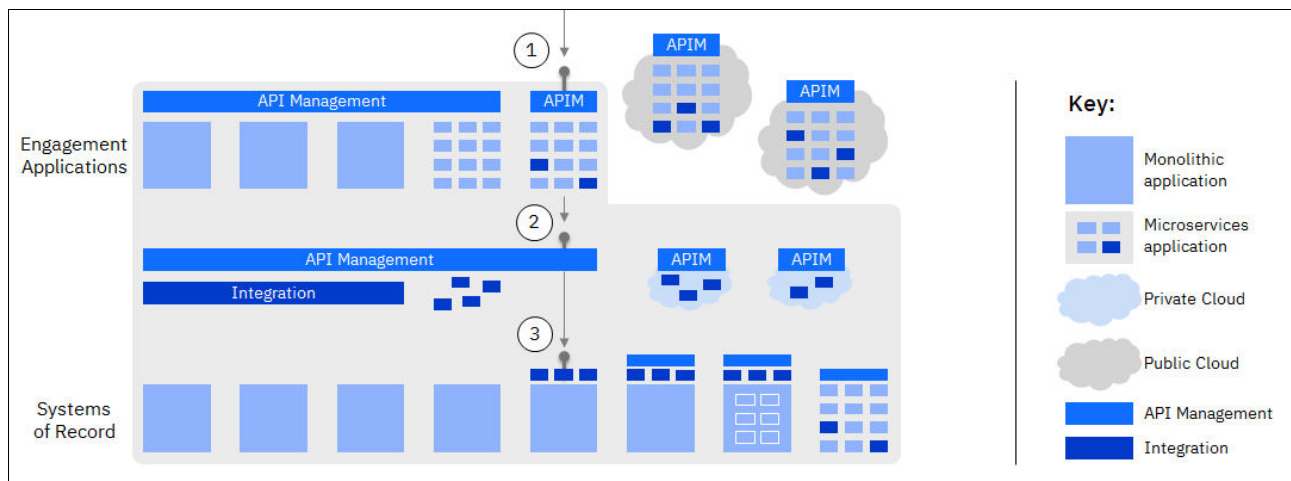 1
APIM
APIM
API Management
APIM
Engagement
Applications
2
API Management
APIM
APIM
Integration
3
Systems
of Record
Key:
Monolithic
application
Microservices
application
Private Cloud
Public Cloud
API Management
Integration